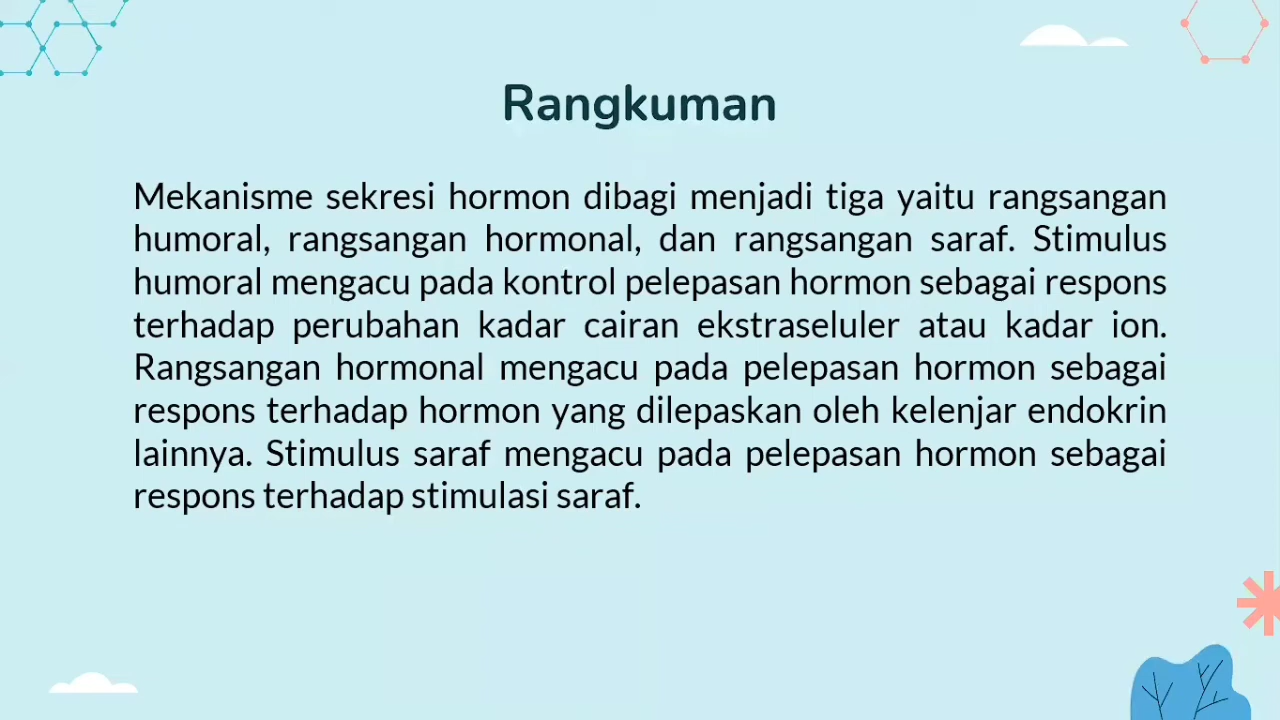 Rangkuman
Mekanisme sekresi hormon dibagi menjadi tiga yaitu rangsangan
humoral, rangsangan hormonal, dan rangsangan saraf. Stimulus
humoral mengacu pada kontrol pelepasan hormon sebagai respons
terhadap perubahan kadar cairan ekstraseluler atau kadar ion.
Rangsangan hormonal mengacu pada pelepasan hormon sebagai
respons terhadap hormon yang dilepaskan oleh kelenjar endokrin
lainnya. Stimulus saraf mengacu pada pelepasan hormon sebagai
respons terhadap stimulasi saraf.